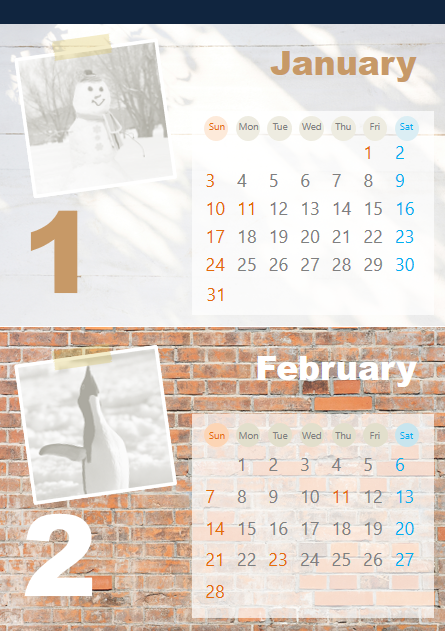 January
Sun Mon Tue Wed Thu Fri Sat
1 2
3 4 5 6 7 8 9
10 11 12 13 14 15 16
17 18 19 20 21 22 23
24 25 26 27 28 29 30
31
1
February
Sun Mon Tue Wed Thu Fri Sat
1 2 3 4 5 6
7 8 9 10 11 12 13
14 15 16 17 18 19 20
21 22 23 24 25 26 27
28
2